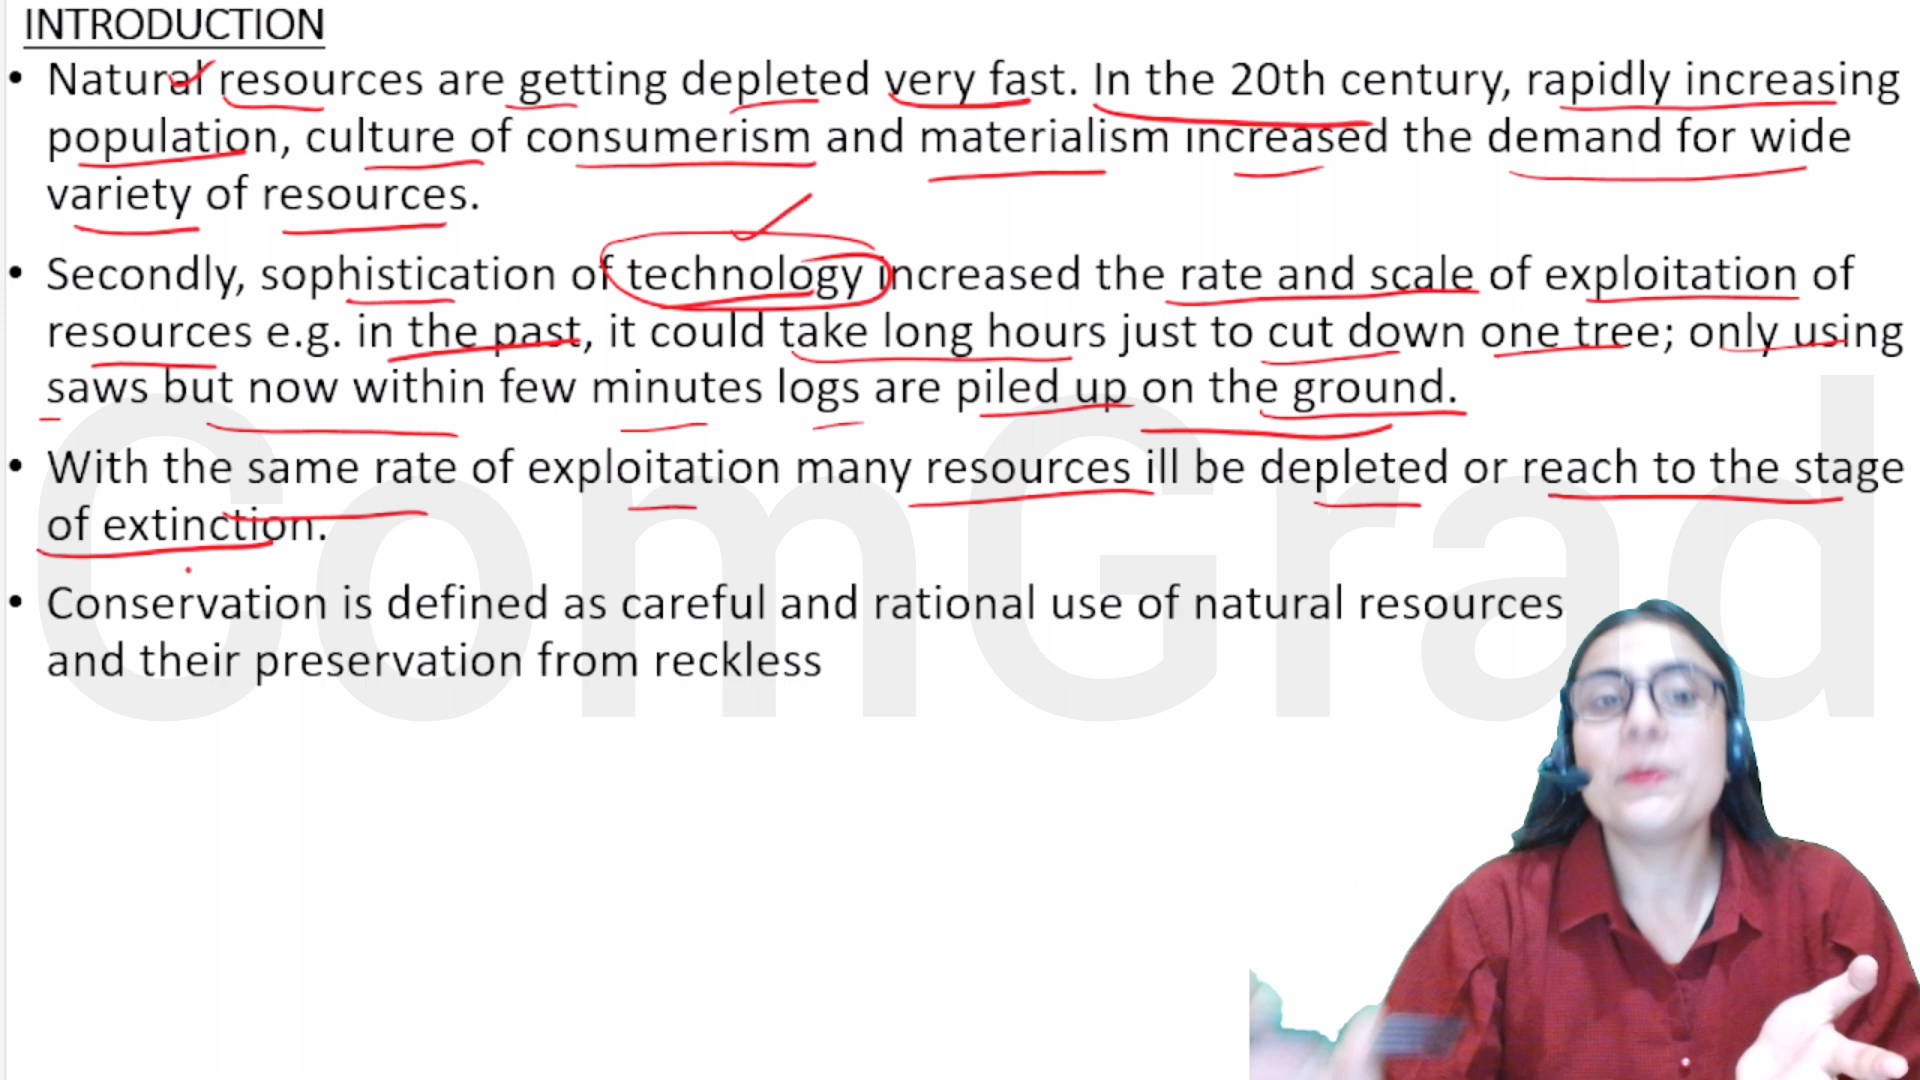 INTRODUCTION
• Natural resources are getting depleted very fast. In the 20th century, rapidly increasing
population, culture of consumerism and materialism increased the demand for wide
variety of resources.
• Secondly, sophistication of technology increased the rate and scale of exploitation of
resources e.g. in the past, it could take long hours just to cut down one tree; only using
saws but now within few minutes logs are piled up on the ground.
• With the same rate of exploitation many resources ill be depleted or reach to the stage
of extinction.
• Conservation is defined as careful and rational use of natural resources
and their preservation from reckless
ComGrad